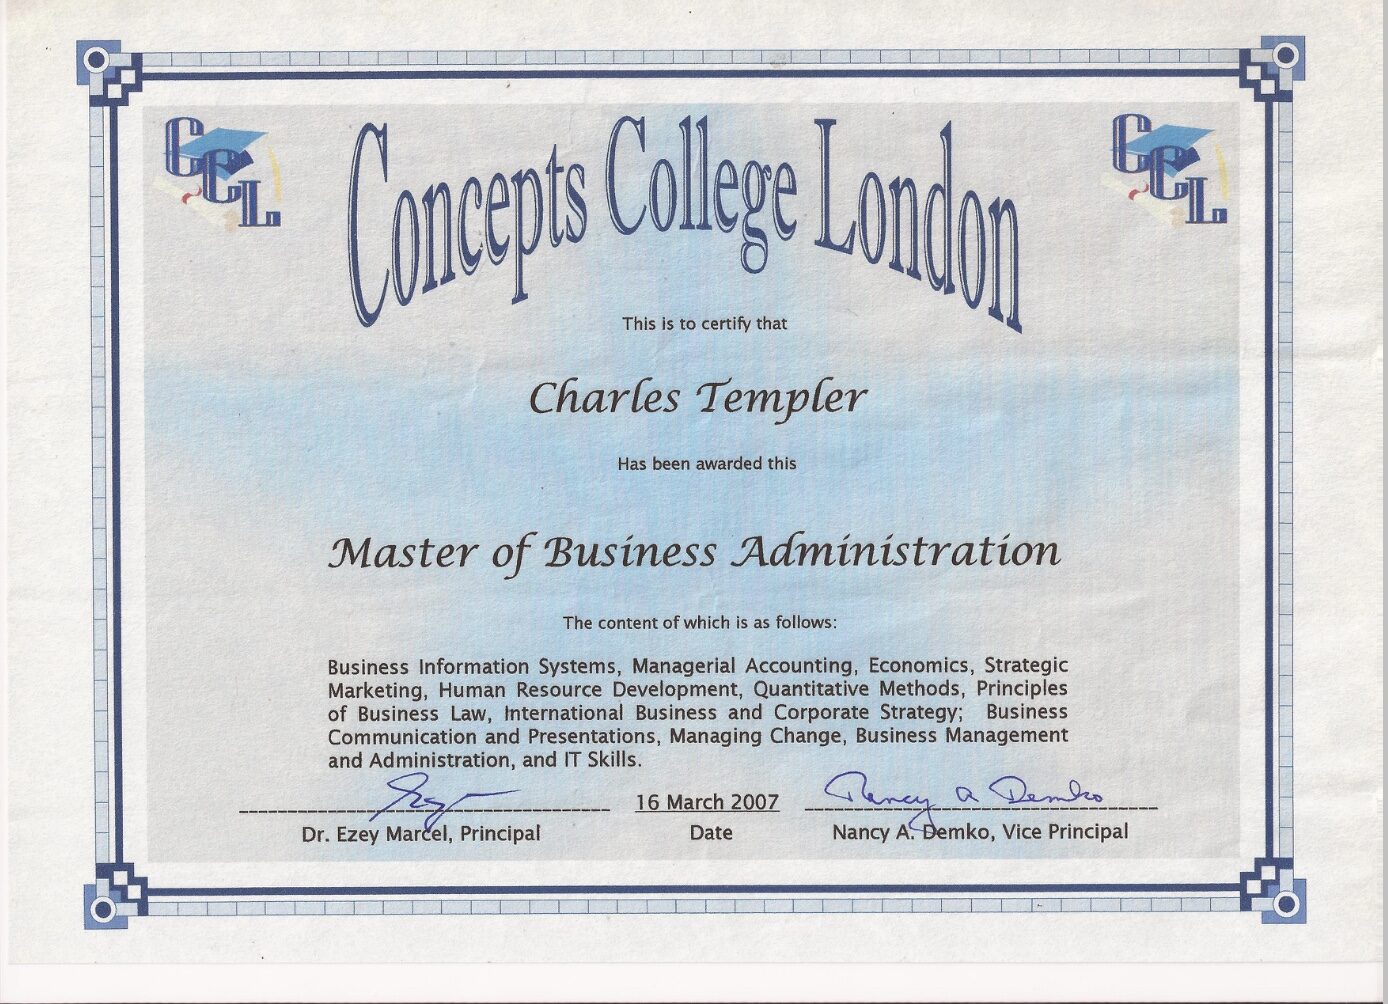 CCL
CCL
Concepts College London
This is to certify that
Charles Templer
Has been awarded this
Master of Business Administration
The content of which is as follows:
Business Information Systems, Managerial Accounting, Economics, Strategic
Marketing, Human Resource Development, Quantitative Methods, Principles
of Business Law, International Business and Corporate Strategy; Business
Communication and Presentations, Managing Change, Business Management
and Administration, and IT Skills.
Nancy A Demko
16 March 2007
Dr. Ezey Marcel, Principal
Date
Nancy A. Demko, Vice Principal